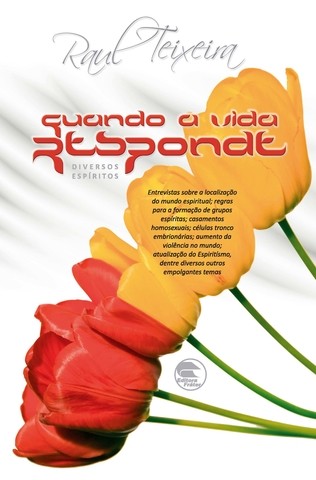 Raul Teixeira
quando a vida
responde
DIVERSOS
ESPÍRITOS
Entrevistas sobre a localização
do mundo espiritual; regras
para a formação de grupos
espíritas; casamentos
homosexuais; células tronco
embrionárias; aumento da
violência no mundo;
atualização do Espiritismo,
dentre diversos outros
empolgantes temas
Editora
Fráter